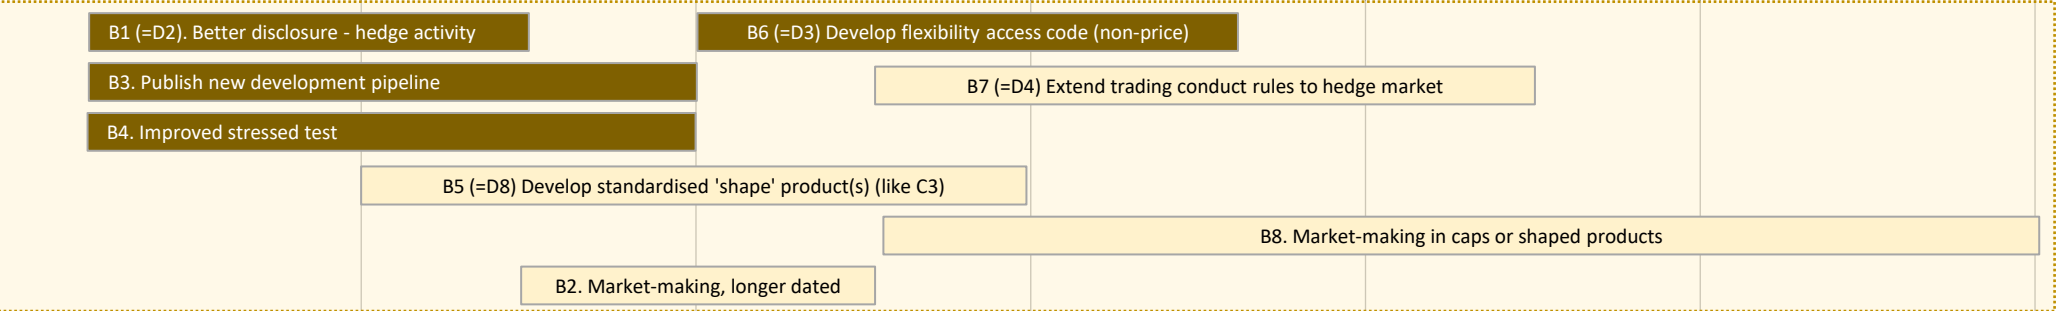 B1 (=D2). Better disclosure - hedge activity
B6 (=D3) Develop flexibility access code (non-price)
B3. Publish new development pipeline
B7 (=D4) Extend trading conduct rules to hedge market
B4. Improved stressed test
B5 (=D8) Develop standardised 'shape' product(s) (like C3)
B8. Market-making in caps or shaped products
B2. Market-making, longer dated